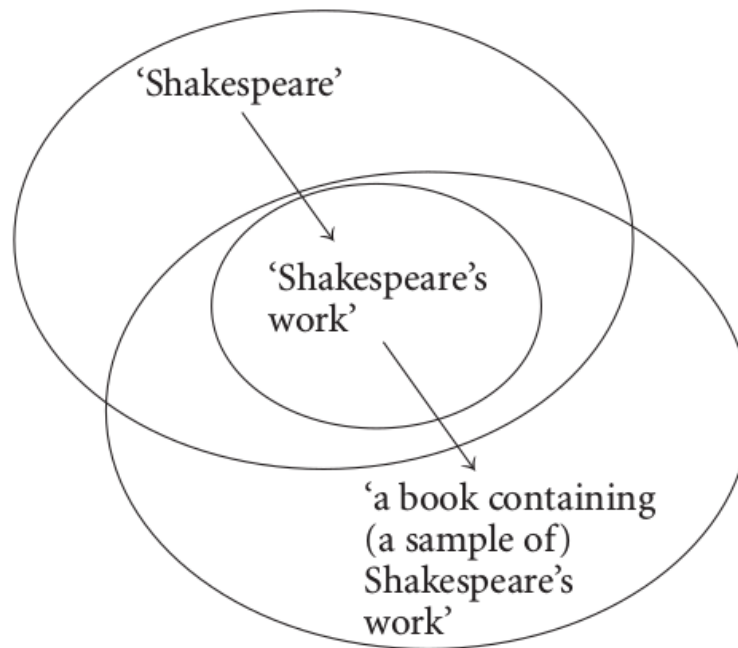 ‘Shakespeare’
‘Shakespeare’s
work’
‘a book containing
(a sample of)
Shakespeare’s
work’